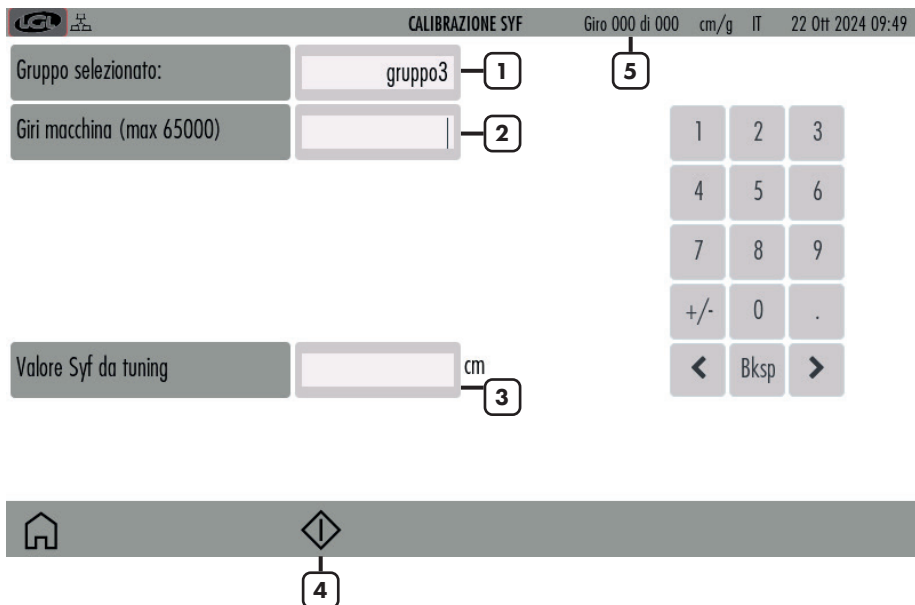 LGL CALIBRAZIONE SYF Giro 000 di 000 cm/g IT 22 Ott 2024 09:49
Gruppo selezionato: gruppo3 1 5
Giri macchina (max 65000) 2
1 2 3
4 5 6
7 8 9
+/- 0 .
Valore Syf da tuning cm < Bksp >
3
4